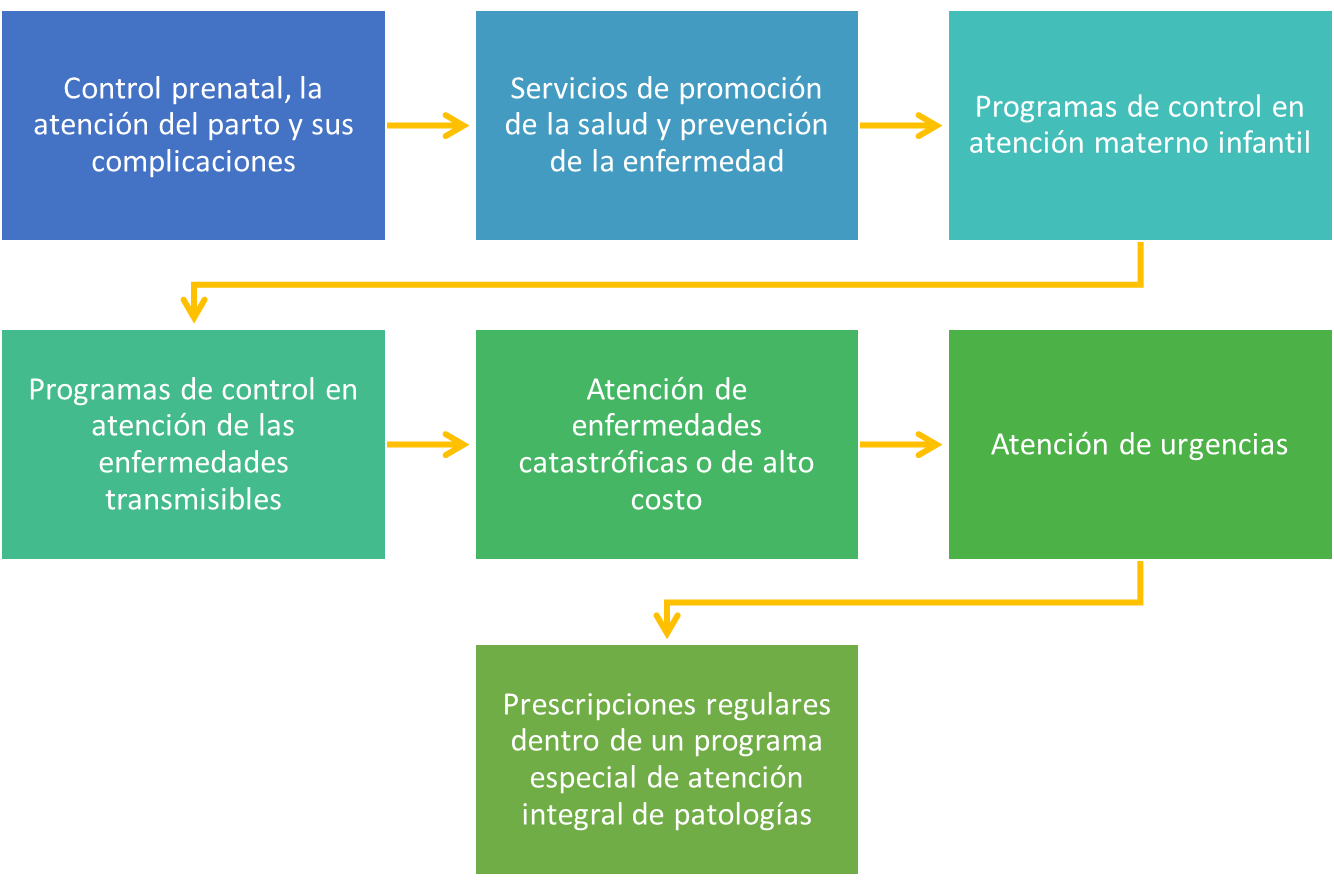 Control prenatal, la
atención del parto y sus
complicaciones
Servicios de promoción
de la salud y prevención
de la enfermedad
Programas de control en
atención materno infantil
Programas de control en
atención de las
enfermedades
transmisibles
Atención de
enfermedades
catastróficas o de alto
costo
Atención de urgencias
Prescripciones regulares
dentro de un programa
especial de atención
integral de patologías